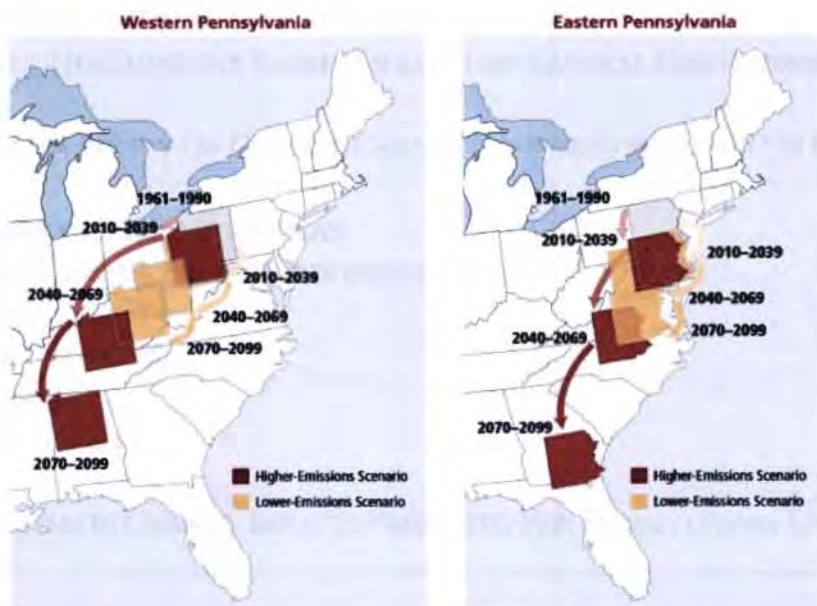 Western Pennsylvania
1961–1990
2010–2039
2040–2069
2010–2039
2040–2069
2070–2099
2070–2099
Higher-Emissions Scenario
Lower-Emissions Scenario
Eastern Pennsylvania
1961–1990
2010–2039
2010–2039
2040–2069
2040–2069
2070–2099
2070–2099
Higher-Emissions Scenario
Lower-Emissions Scenario